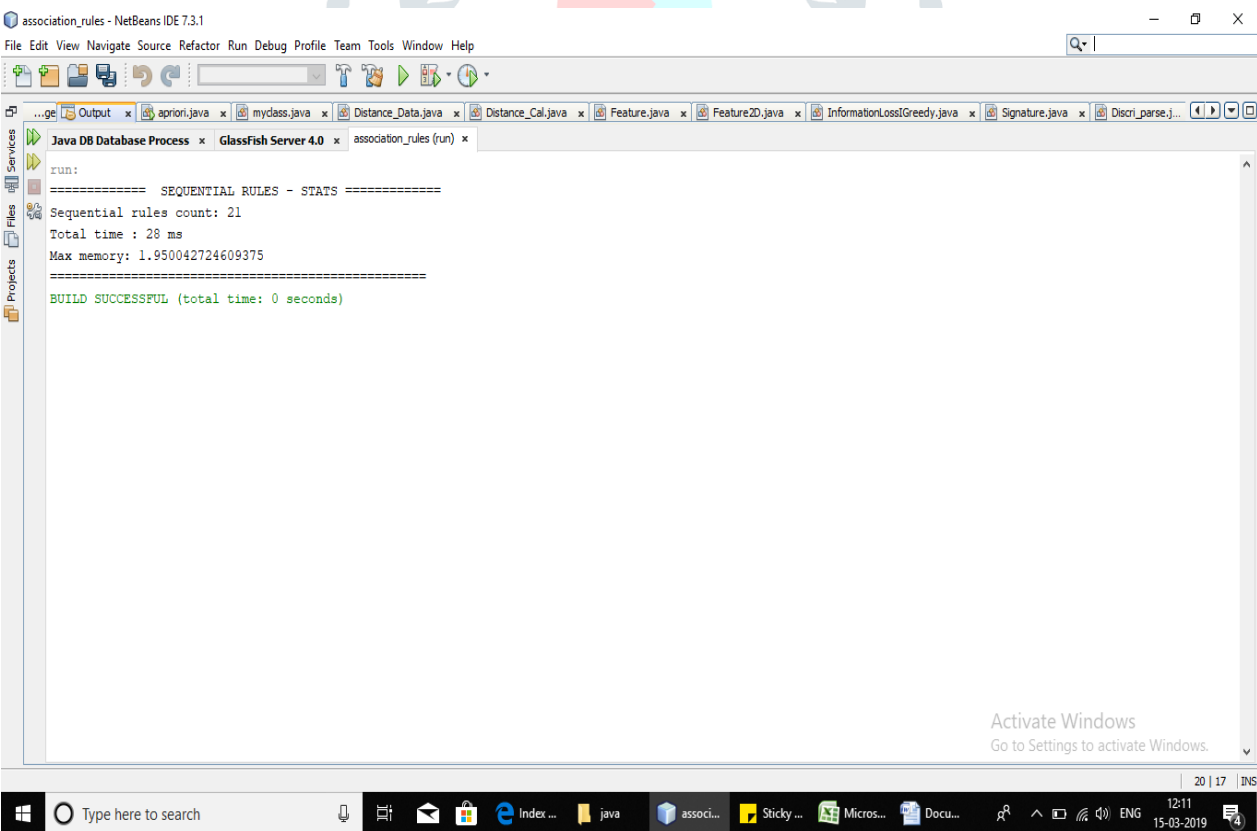 association_rules - NetBeans IDE 7.3.1
File Edit View Navigate Source Refactor Run Debug Profile Team Tools Window Help
...ge Output apriori.java myclass.java Distance_Data.java Distance_Cal.java Feature.java Feature2D.java InformationLossIGreedy.java Signature.java Discri_parse.j...
Java DB Database Process GlassFish Server 4.0 association_rules (run)
Services
Files
Projects
run:
============= SEQUENTIAL RULES - STATS =============
Sequential rules count: 21
Total time : 28 ms
Max memory: 1.950042724609375
===================================================
BUILD SUCCESSFUL (total time: 0 seconds)
Activate Windows
Go to Settings to activate Windows.
20 | 17 INS
Type here to search Index ... java associ... Sticky ... Micros... Docu... ENG 12:11
15-03-2019 4